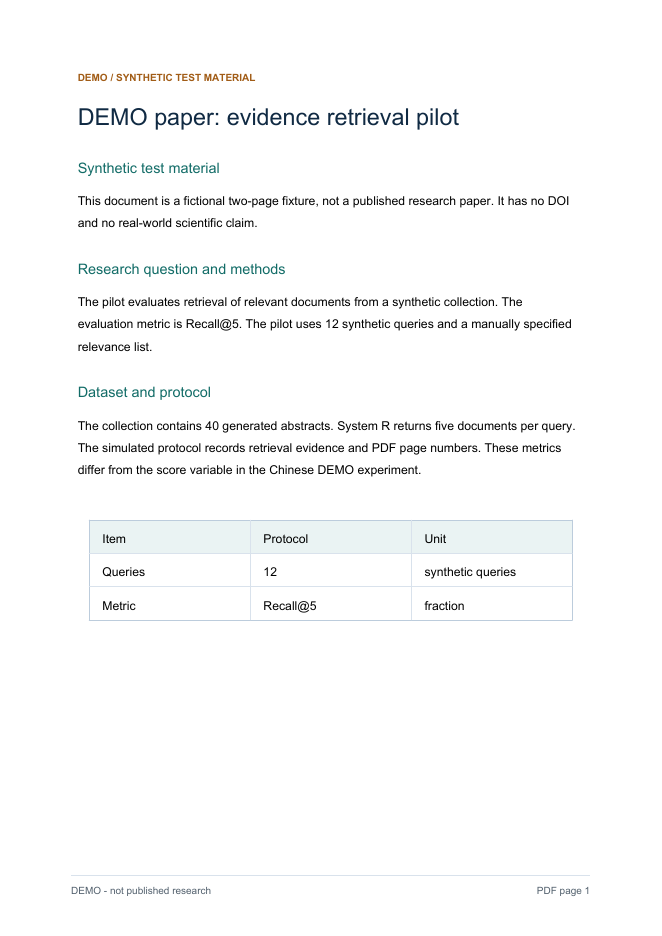 DEMO / SYNTHETIC TEST MATERIAL
DEMO paper: evidence retrieval pilot
Synthetic test material
This document is a fictional two-page fixture, not a published research paper. It has no DOI
and no real-world scientific claim.
Research question and methods
The pilot evaluates retrieval of relevant documents from a synthetic collection. The
evaluation metric is Recall@5. The pilot uses 12 synthetic queries and a manually specified
relevance list.
Dataset and protocol
The collection contains 40 generated abstracts. System R returns five documents per query.
The simulated protocol records retrieval evidence and PDF page numbers. These metrics
differ from the score variable in the Chinese DEMO experiment.
Item Protocol Unit
Queries 12 synthetic queries
Metric Recall@5 fraction
DEMO - not published research PDF page 1